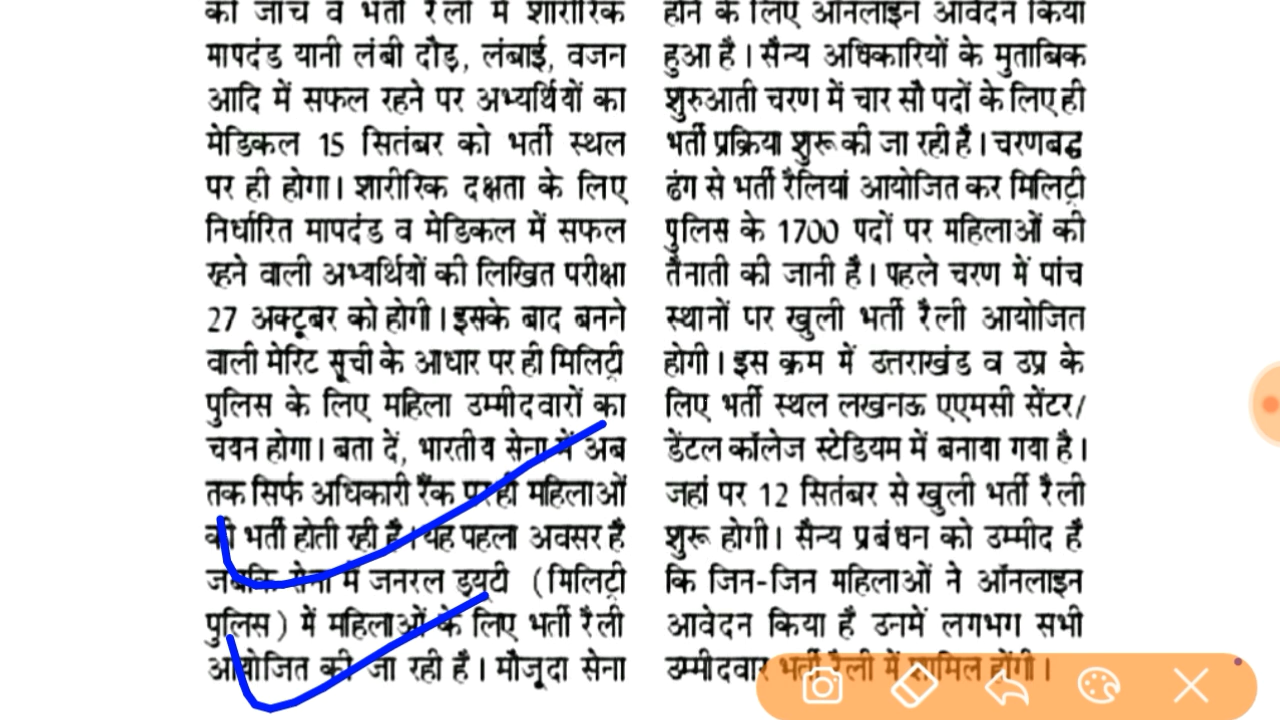 की जांच व भर्ती रैली में शारीरिक
मापदंड यानी लंबी दौड़, लंबाई, वजन
आदि में सफल रहने पर अभ्यर्थियों का
मेडिकल 15 सितंबर को भर्ती स्थल
पर ही होगा। शारीरिक दक्षता के लिए
निर्धारित मापदंड व मेडिकल में सफल
रहने वाली अभ्यर्थियों की लिखित परीक्षा
27 अक्टूबर को होगी। इसके बाद बनने
वाली मेरिट सूची के आधार पर ही मिलिट्री
पुलिस के लिए महिला उम्मीदवारों का
चयन होगा। बता दें, भारतीय सेना में अब
तक सिर्फ अधिकारी रैंक पर ही महिलाओं
की भर्ती होती रही है। यह पहला अवसर है
जबकि सेना में जनरल ड्यूटी (मिलिट्री
पुलिस) में महिलाओं के लिए भर्ती रैली
आयोजित की जा रही है। मौजूदा सेना
होने के लिए ऑनलाइन आवेदन किया
हुआ है। सैन्य अधिकारियों के मुताबिक
शुरुआती चरण में चार सौ पदों के लिए ही
भर्ती प्रक्रिया शुरू की जा रही है। चरणबद्ध
ढंग से भर्ती रैलियां आयोजित कर मिलिट्री
पुलिस के 1700 पदों पर महिलाओं की
तैनाती की जानी है। पहले चरण में पांच
स्थानों पर खुली भर्ती रैली आयोजित
होगी। इस क्रम में उत्तराखंड व उप्र के
लिए भर्ती स्थल लखनऊ एएमसी सेंटर/
डेंटल कॉलेज स्टेडियम में बनाया गया है।
जहां पर 12 सितंबर से खुली भर्ती रैली
शुरू होगी। सैन्य प्रबंधन को उम्मीद है
कि जिन-जिन महिलाओं ने ऑनलाइन
आवेदन किया है उनमें लगभग सभी
उम्मीदवार भर्ती रैली में शामिल होंगी।